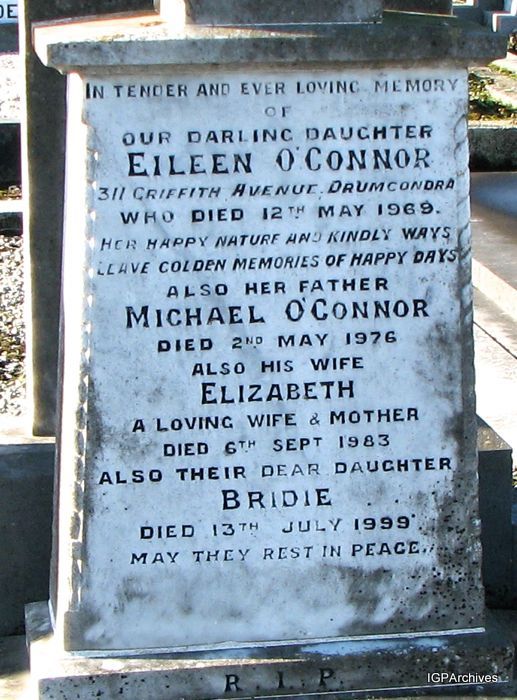 IN TENDER AND EVER LOVING MEMORY
OF
OUR DARLING DAUGHTER
EILEEN O'CONNOR
311 GRIFFITH AVENUE, DRUMCONDRA
WHO DIED 12TH MAY 1969.
HER HAPPY NATURE AND KINDLY WAYS
LEAVE GOLDEN MEMORIES OF HAPPY DAYS
ALSO HER FATHER
MICHAEL O'CONNOR
DIED 2ND MAY 1976
ALSO HIS WIFE
ELIZABETH
A LOVING WIFE & MOTHER
DIED 6TH SEPT 1983
ALSO THEIR DEAR DAUGHTER
BRIDIE
DIED 13TH JULY 1999
MAY THEY REST IN PEACE.
R.I.P.
IGPArchives